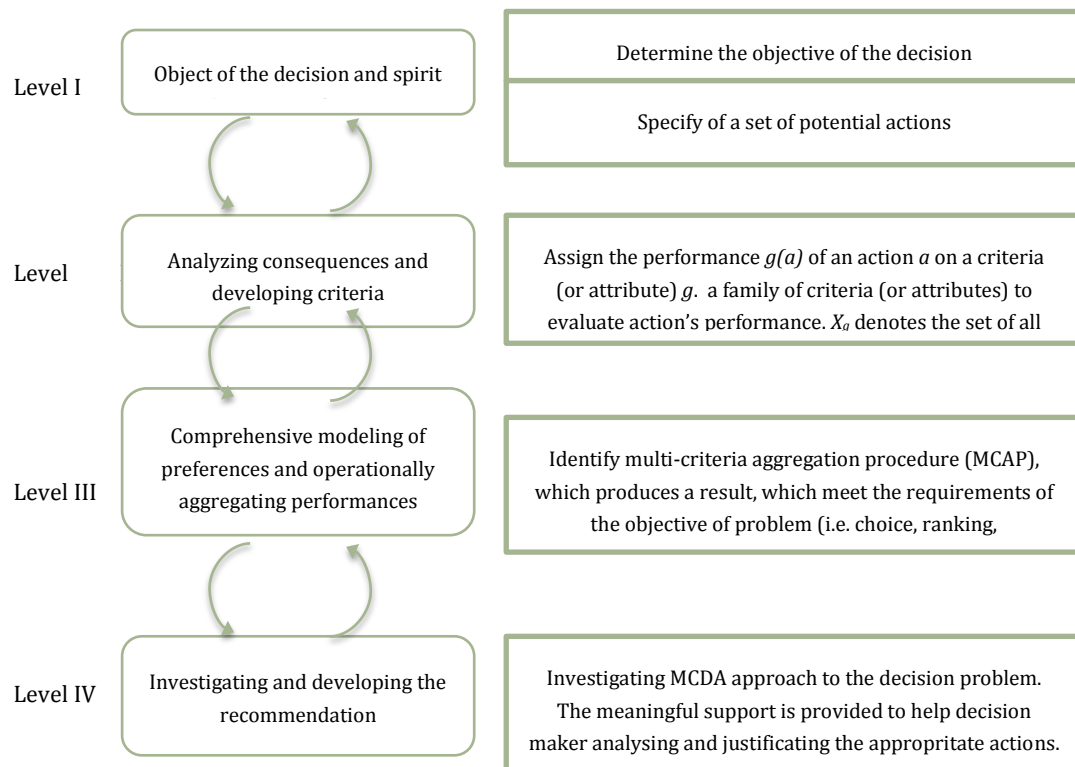 Level I
Object of the decision and spirit
Determine the objective of the decision
Specify of a set of potential actions
Level
Analyzing consequences and
developing criteria
Assign the performance g(a) of an action a on a criteria
(or attribute) g. a family of criteria (or attributes) to
evaluate action's performance. Xg denotes the set of all
Level III
Comprehensive modeling of
preferences and operationally
aggregating performances
Identify multi-criteria aggregation procedure (MCAP),
which produces a result, which meet the requirements of
the objective of problem (i.e. choice, ranking,
Level IV
Investigating and developing the
recommendation
Investigating MCDA approach to the decision problem.
The meaningful support is provided to help decision
maker analysing and justificating the appropritate actions.